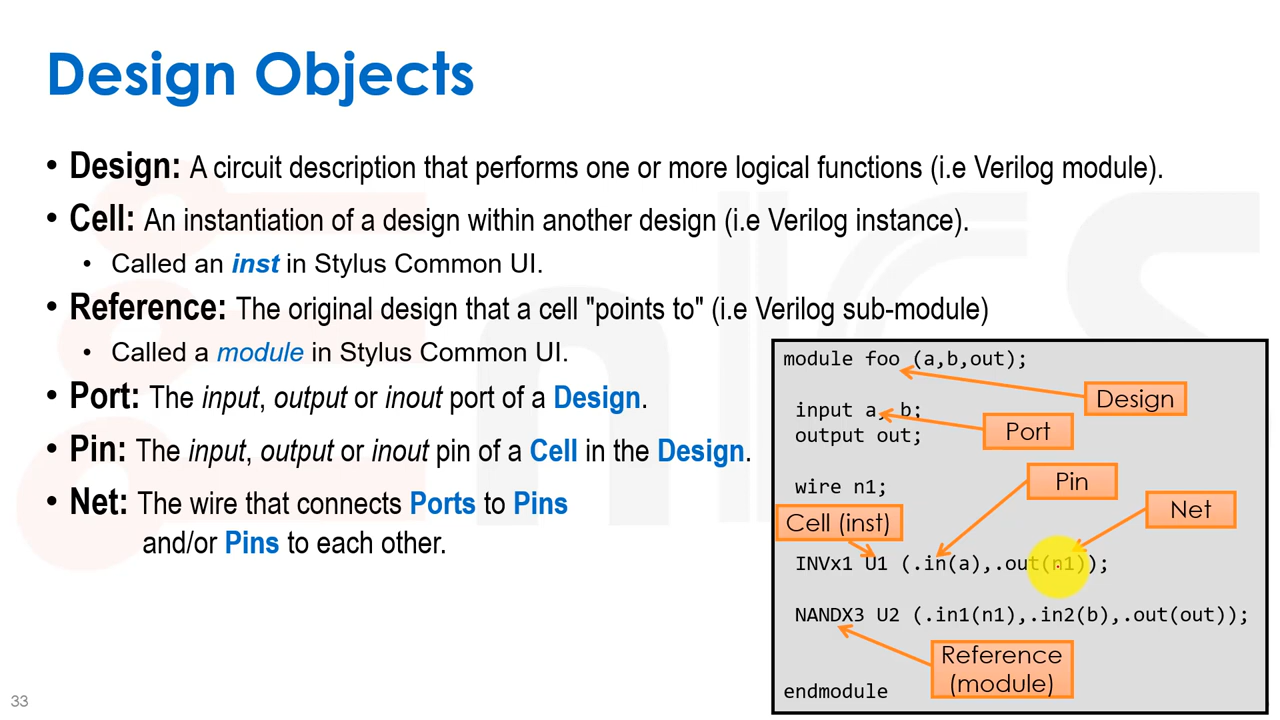 Design Objects
• Design: A circuit description that performs one or more logical functions (i.e Verilog module).
• Cell: An instantiation of a design within another design (i.e Verilog instance).
• Called an inst in Stylus Common UI.
• Reference: The original design that a cell "points to" (i.e Verilog sub-module)
• Called a module in Stylus Common UI.
• Port: The input, output or inout port of a Design.
• Pin: The input, output or inout pin of a Cell in the Design.
• Net: The wire that connects Ports to Pins
and/or Pins to each other.
module foo (a,b,out);
Design
input a, b;
Port
output out;
Pin
wire n1;
Net
Cell (inst)
INVx1 U1 (.in(a),.out(n1));
NANDX3 U2 (.in1(n1),.in2(b),.out(out));
Reference
(module)
endmodule
33